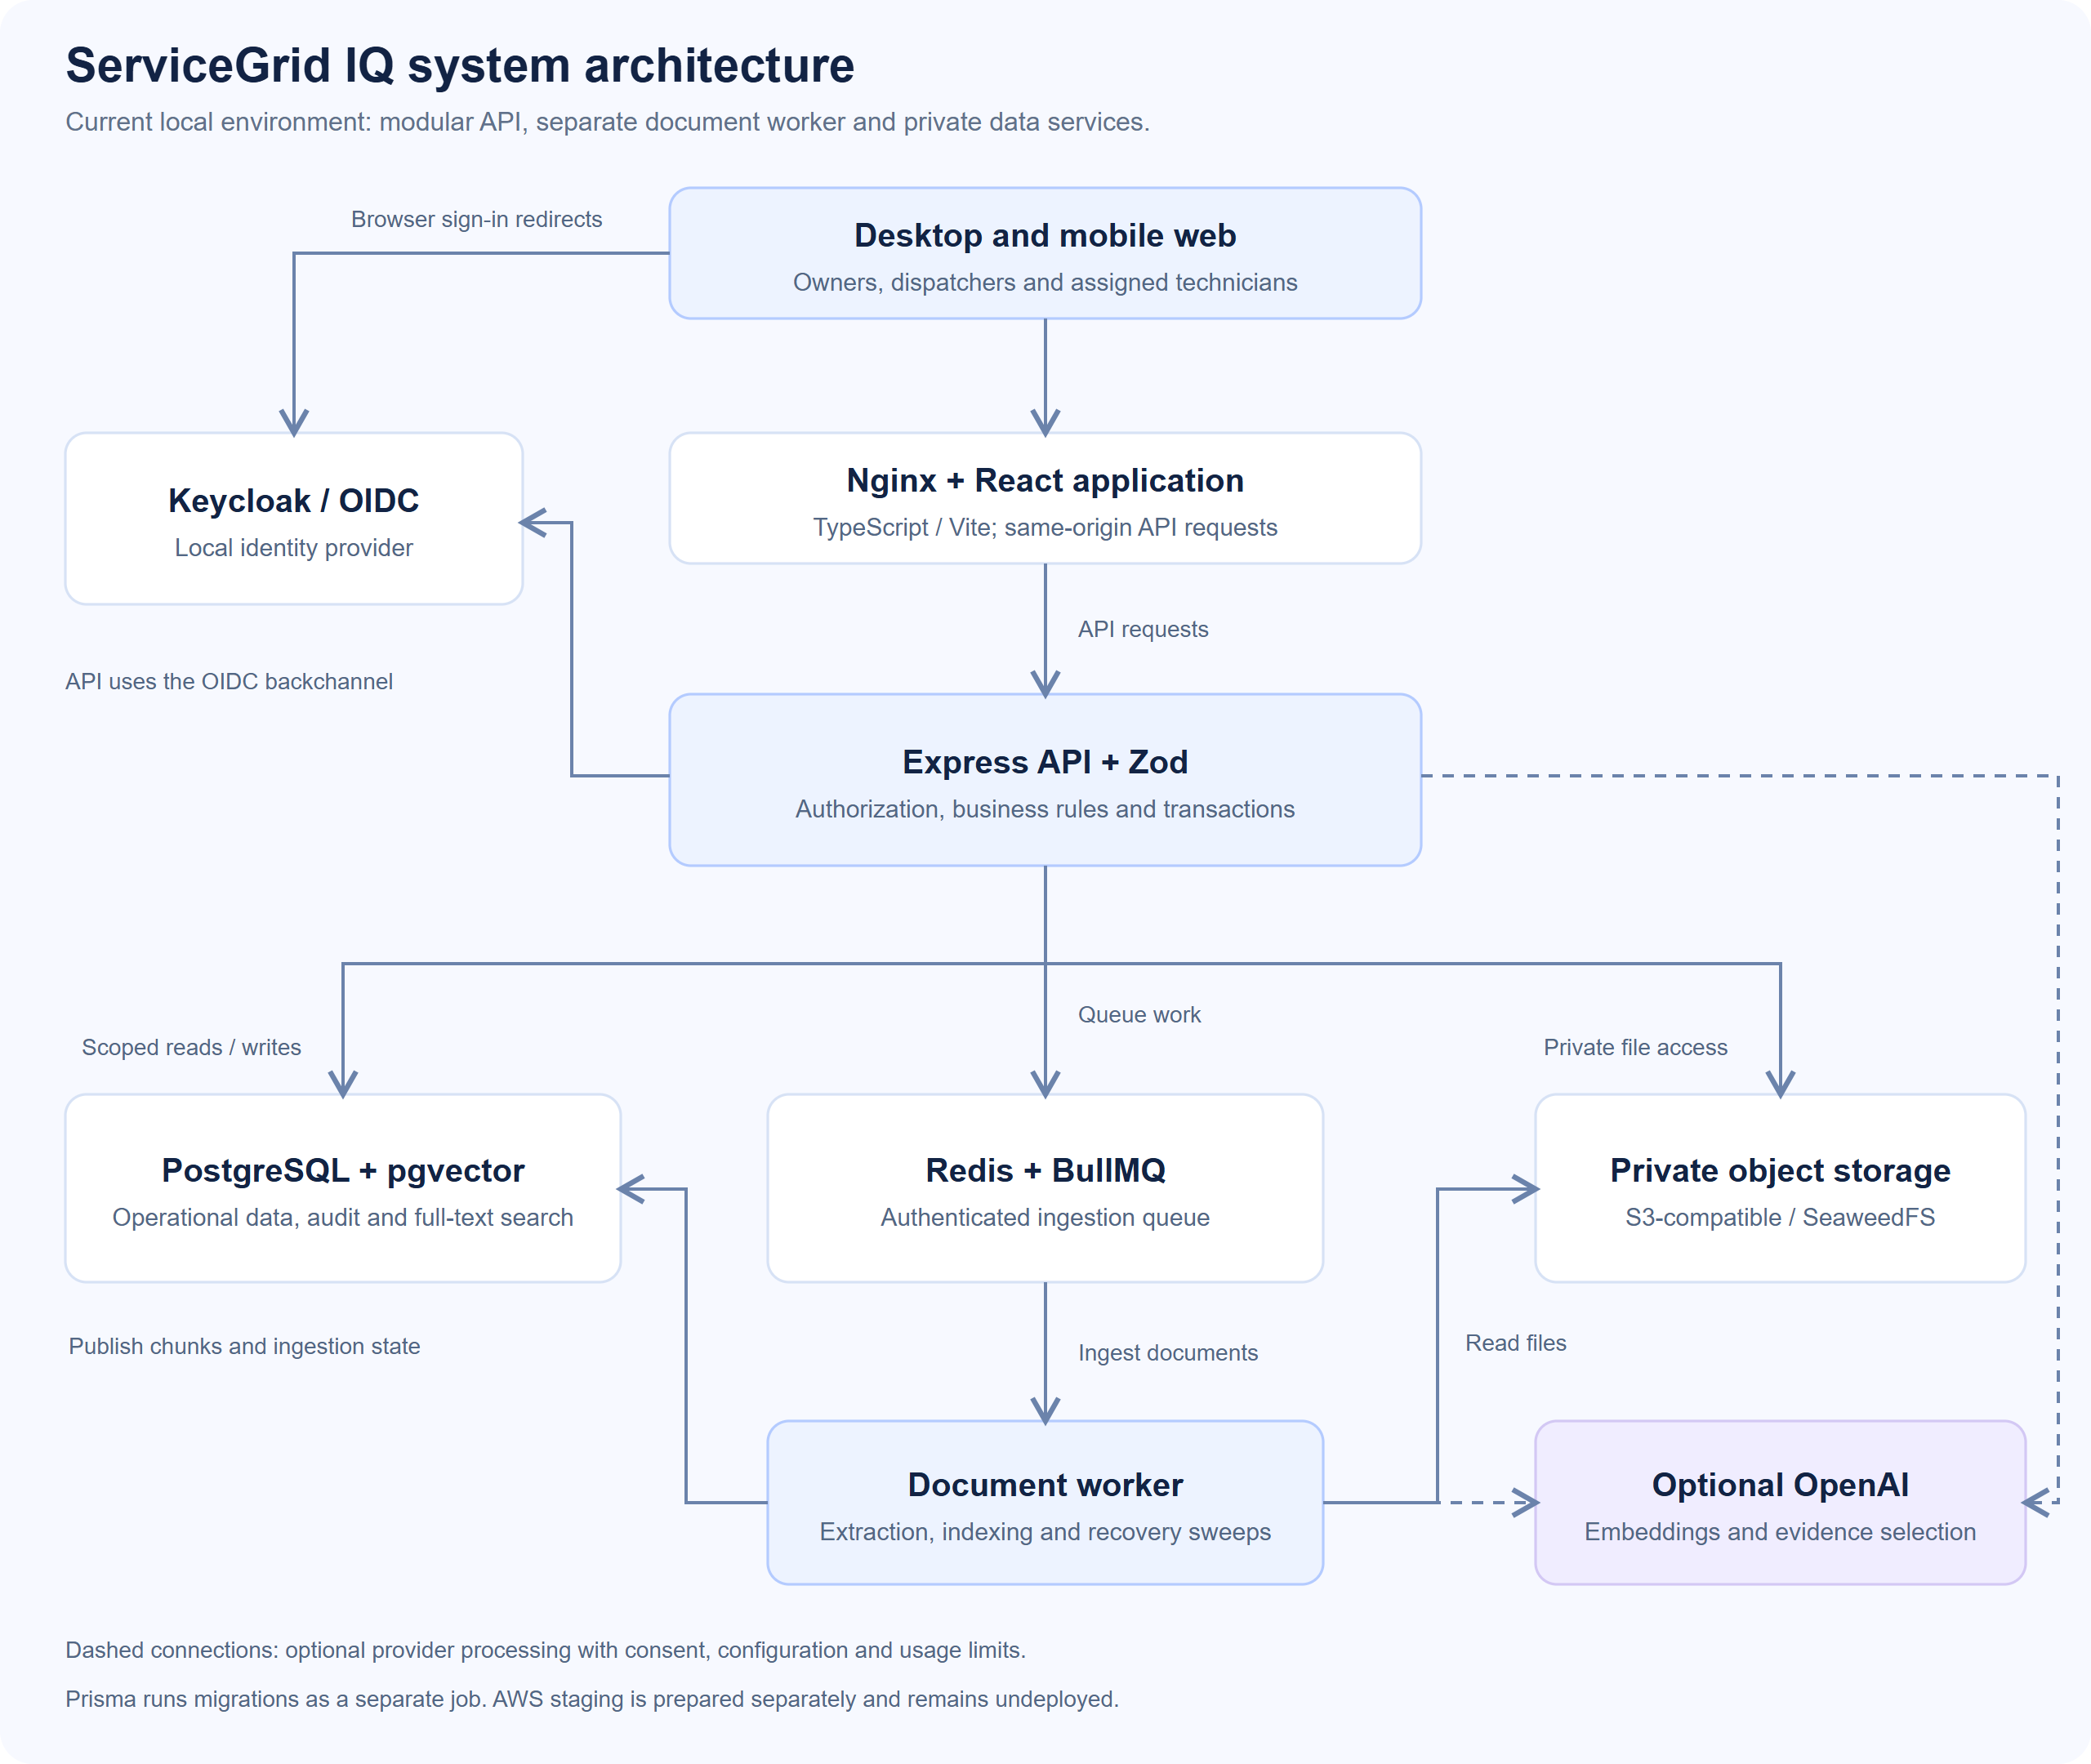 ServiceGrid IQ system architecture
Current local environment: modular API, separate document worker and private data services.
Browser sign-in redirects
Desktop and mobile web
Owners, dispatchers and assigned technicians
Keycloak / OIDC
Local identity provider
Nginx + React application
TypeScript / Vite; same-origin API requests
API requests
API uses the OIDC backchannel
Express API + Zod
Authorization, business rules and transactions
Queue work
Scoped reads / writes
Private file access
PostgreSQL + pgvector
Operational data, audit and full-text search
Redis + BullMQ
Authenticated ingestion queue
Private object storage
S3-compatible / SeaweedFS
Publish chunks and ingestion state
Ingest documents
Read files
Document worker
Extraction, indexing and recovery sweeps
Optional OpenAI
Embeddings and evidence selection
Dashed connections: optional provider processing with consent, configuration and usage limits.
Prisma runs migrations as a separate job. AWS staging is prepared separately and remains undeployed.